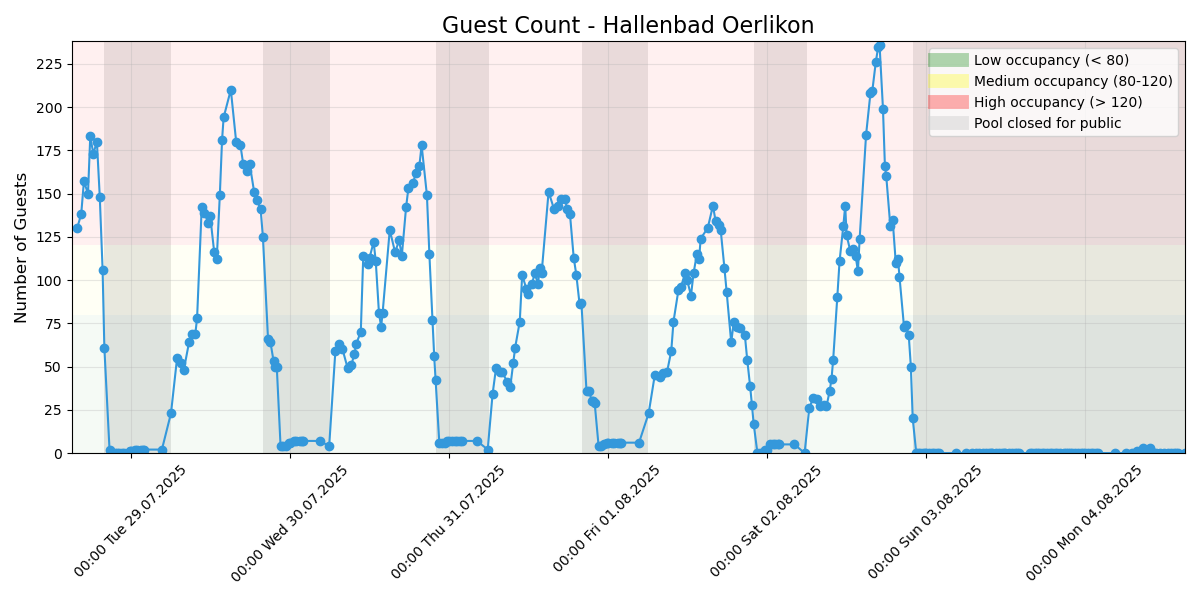 Guest Count - Hallenbad Oerlikon
Low occupancy (< 80)
Medium occupancy (80-120)
High occupancy (> 120)
Pool closed for public
Number of Guests
225
200
175
150
125
100
75
50
25
0
00:00 Tue 29.07.2025
00:00 Wed 30.07.2025
00:00 Thu 31.07.2025
00:00 Fri 01.08.2025
00:00 Sat 02.08.2025
00:00 Sun 03.08.2025
00:00 Mon 04.08.2025